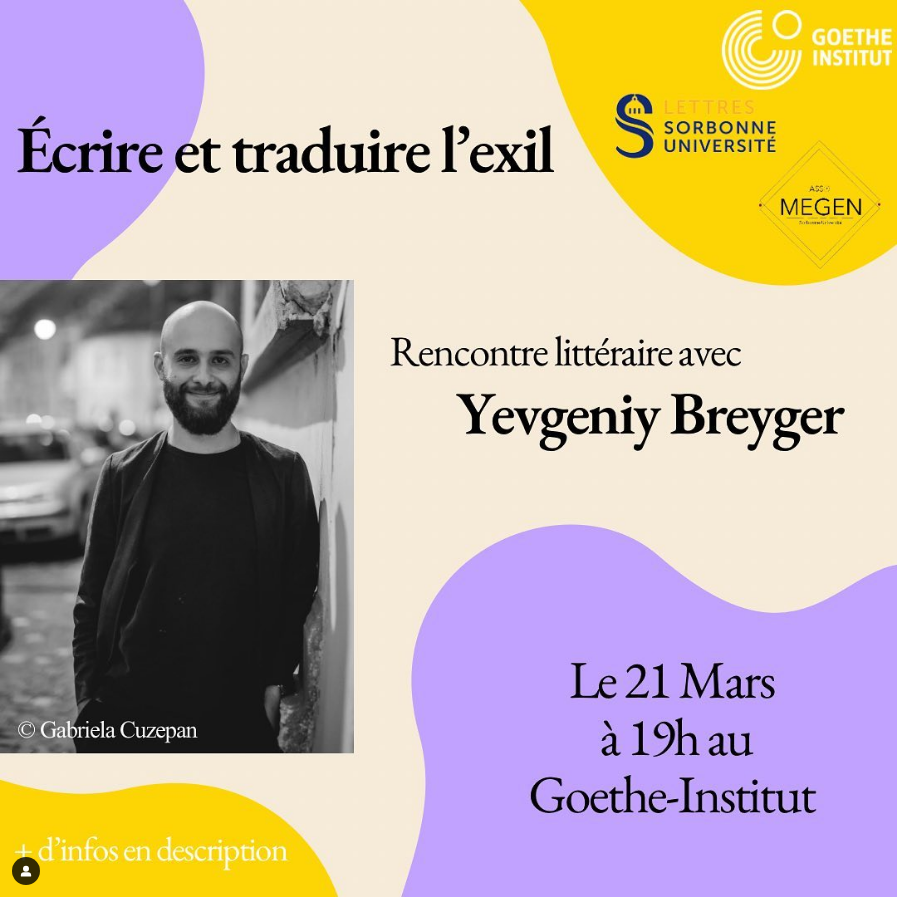 GOETHE
INSTITUT
LETTRES
SORBONNE
UNIVERSITÉ
MEGEN
Écrire et traduire l’exil
Rencontre littéraire avec
Yevgeniy Breyger
© Gabriela Cuzepan
Le 21 Mars
à 19h au
Goethe-Institut
+ d’infos en description